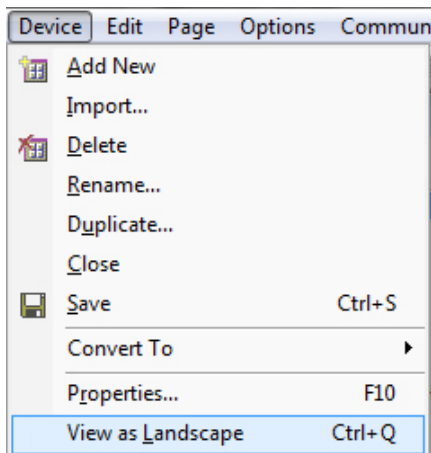 Device Edit Page Options Commun
Add New
Import...
Delete
Rename...
Duplicate...
Close
Save Ctrl+S
Convert To
Properties... F10
View as Landscape Ctrl+Q